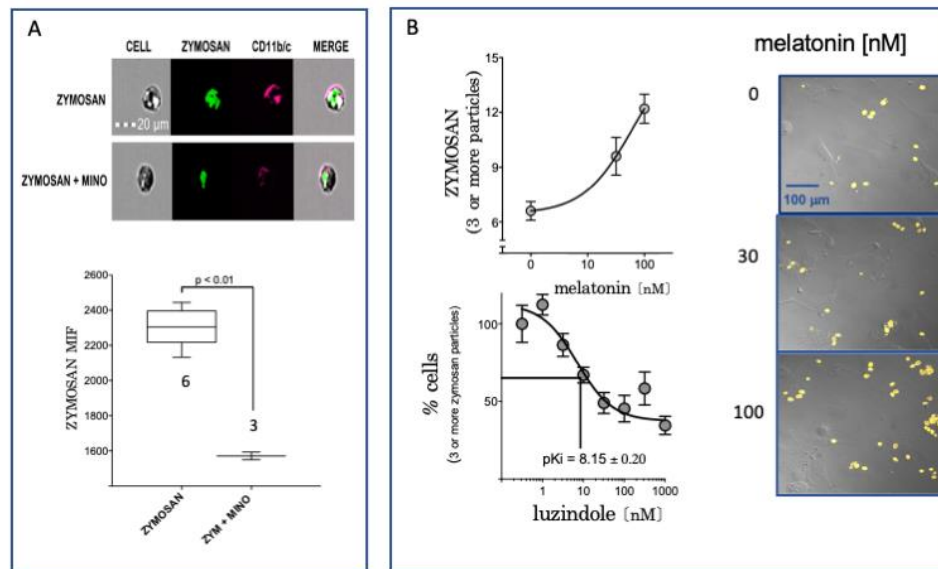 A
CELL ZYMOSAN CD11b/c MERGE
ZYMOSAN
20 µm
ZYMOSAN + MINO
2600
2400
2200
2000
1800
1600
ZYMOSAN MIF
p < 0.01
6
3
ZYMOSAN
ZYM + MINO
B
15
12
9
6
ZYMOSAN
(3 or more particles)
0 10 100
melatonin [nM]
100
50
% cells
(3 or more zymosan particles)
pKi = 8.15 ± 0.20
1 10 100 1000
luzindole [nM]
melatonin [nM]
0
100 µm
30
100